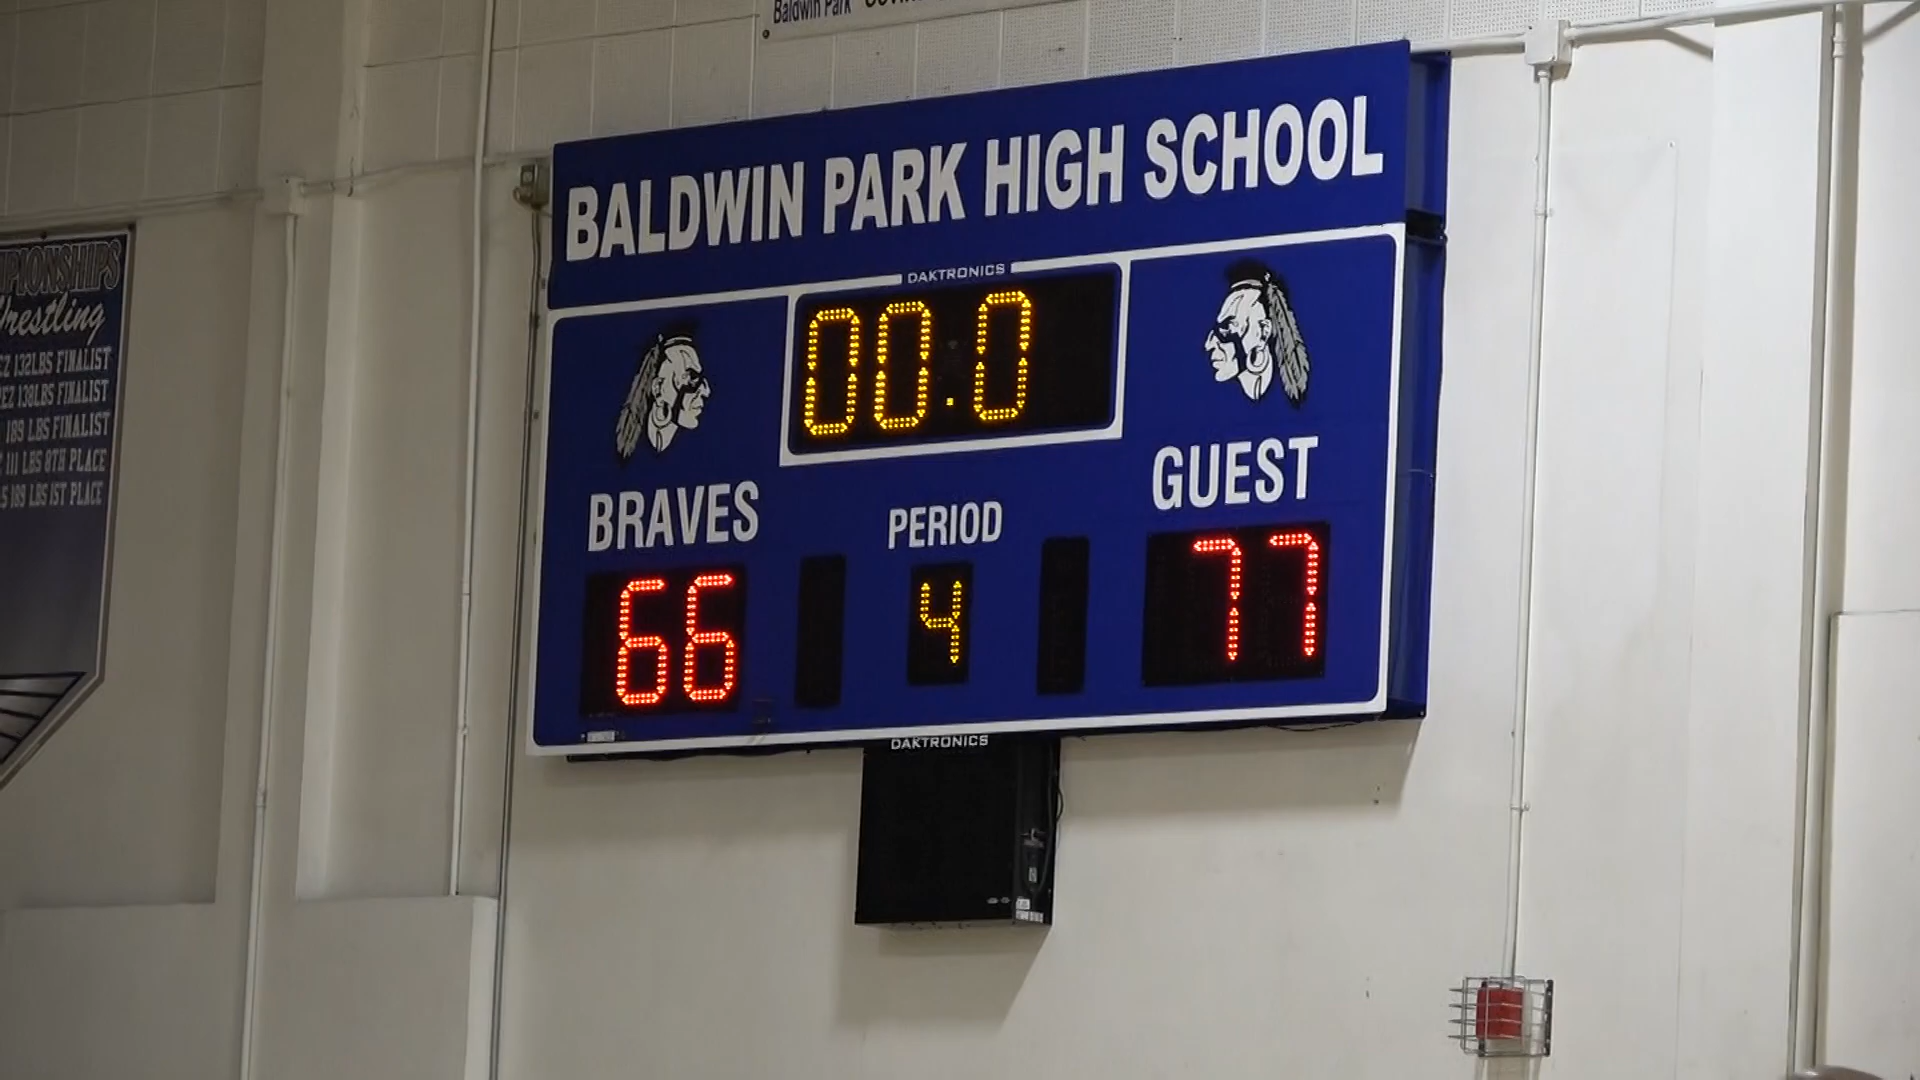 Baldwin Park
BALDWIN PARK HIGH SCHOOL
DAKTRONICS
00.0
BRAVES
PERIOD
GUEST
66
4
77
DAKTRONICS
Wrestling
132LBS FINALIST
138LBS FINALIST
189 LBS FINALIST
111 LBS 8TH PLACE
189 LBS 1ST PLACE